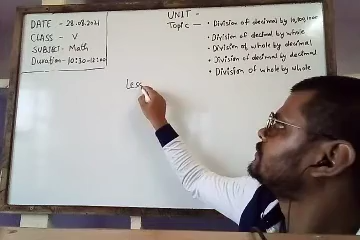 DATE - 28.08.2021
CLASS - V
SUBJECT - Math
Duration - 10:30 - 12:00
UNIT -
Topic - • Division of decimal by 10,100,1000
• Division of decimal by whole
• Division of whole by decimal
• Division of decimal by decimal
• Division of whole by whole